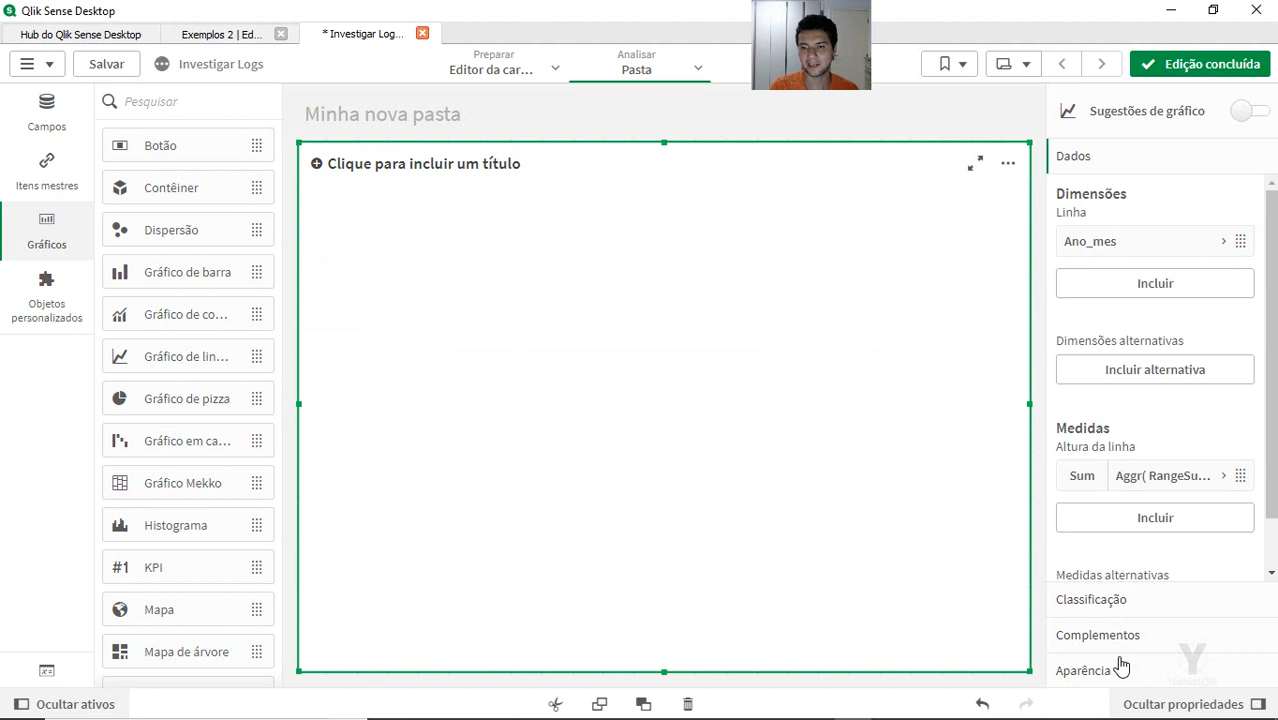 Qlik Sense Desktop
Hub do Qlik Sense Desktop
Exemplos 2 | Ed...
* Investigar Log...
Salvar
Investigar Logs
Preparar
Editor da car...
Analisar
Pasta
Edição concluída
Campos
Itens mestres
Gráficos
Objetos
personalizados
Pesquisar
Botão
Contêiner
Dispersão
Gráfico de barra
Gráfico de co...
Gráfico de lin...
Gráfico de pizza
Gráfico em ca...
Gráfico Mekko
Histograma
#1 KPI
Mapa
Mapa de árvore
Minha nova pasta
Clique para incluir um título
Sugestões de gráfico
Dados
Dimensões
Linha
Ano_mes
Incluir
Dimensões alternativas
Incluir alternativa
Medidas
Altura da linha
Sum Aggr( RangeSu...
Incluir
Medidas alternativas
Classificação
Complementos
Aparência
Y
Ocultar ativos
Ocultar propriedades